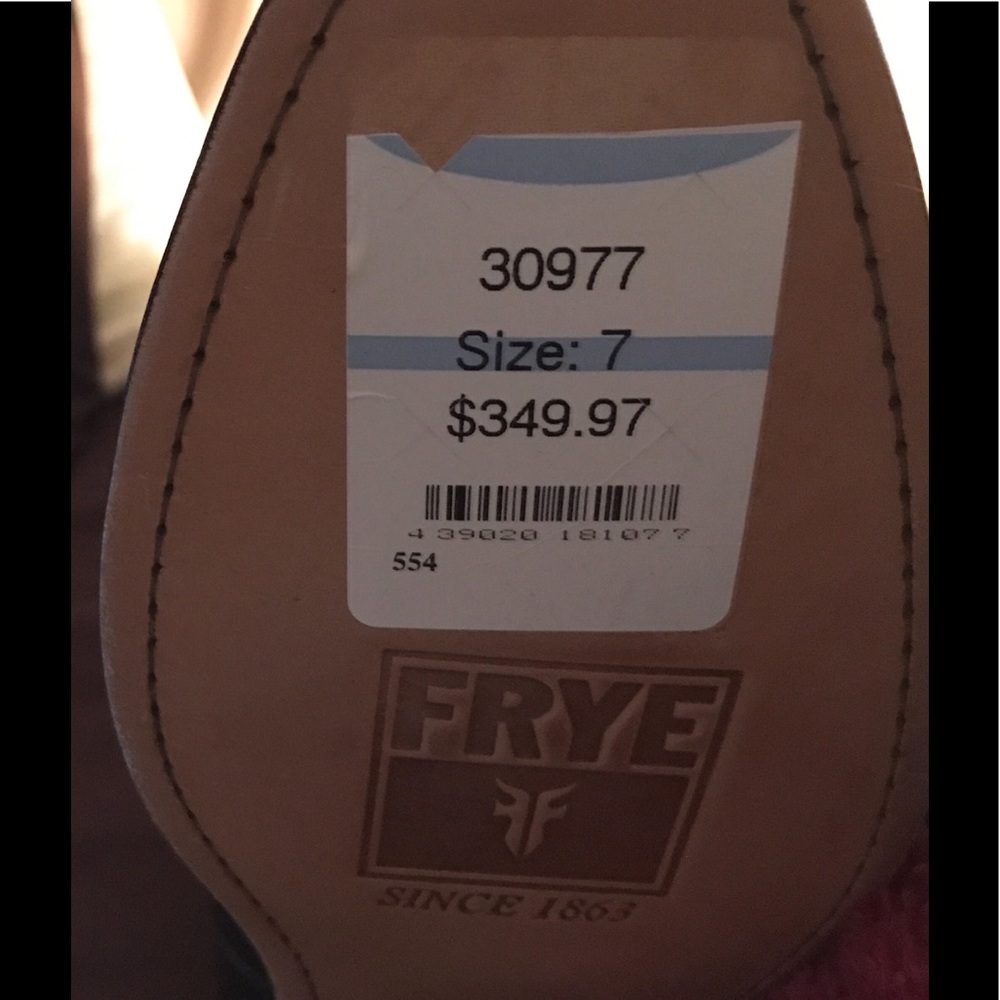 30977
Size: 7
$349.97
4 39020 18107 7
554
FRYE
SINCE 1863